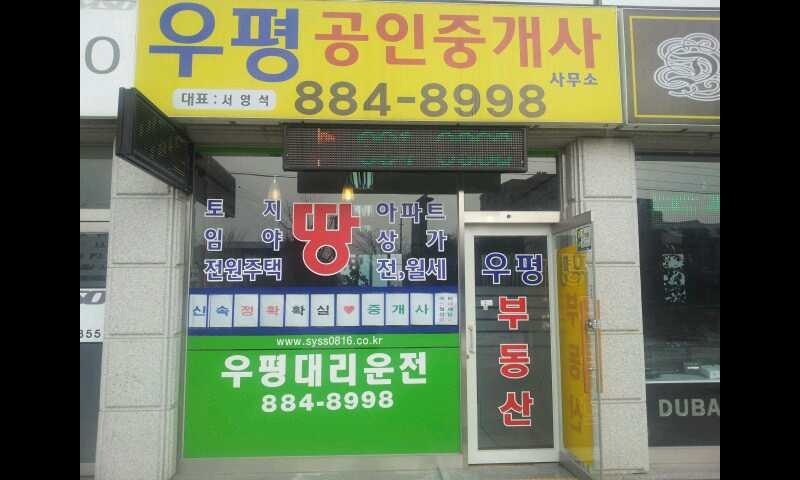 우평 공인중개사
사무소
대표 : 서영석
884-8998
토지 땅 아파트
임야 상가
전원주택 전,월세
신속정확확실♥중개사
www.syss0816.co.kr
우평대리운전
884-8998
우평
부동산
DUBA
855